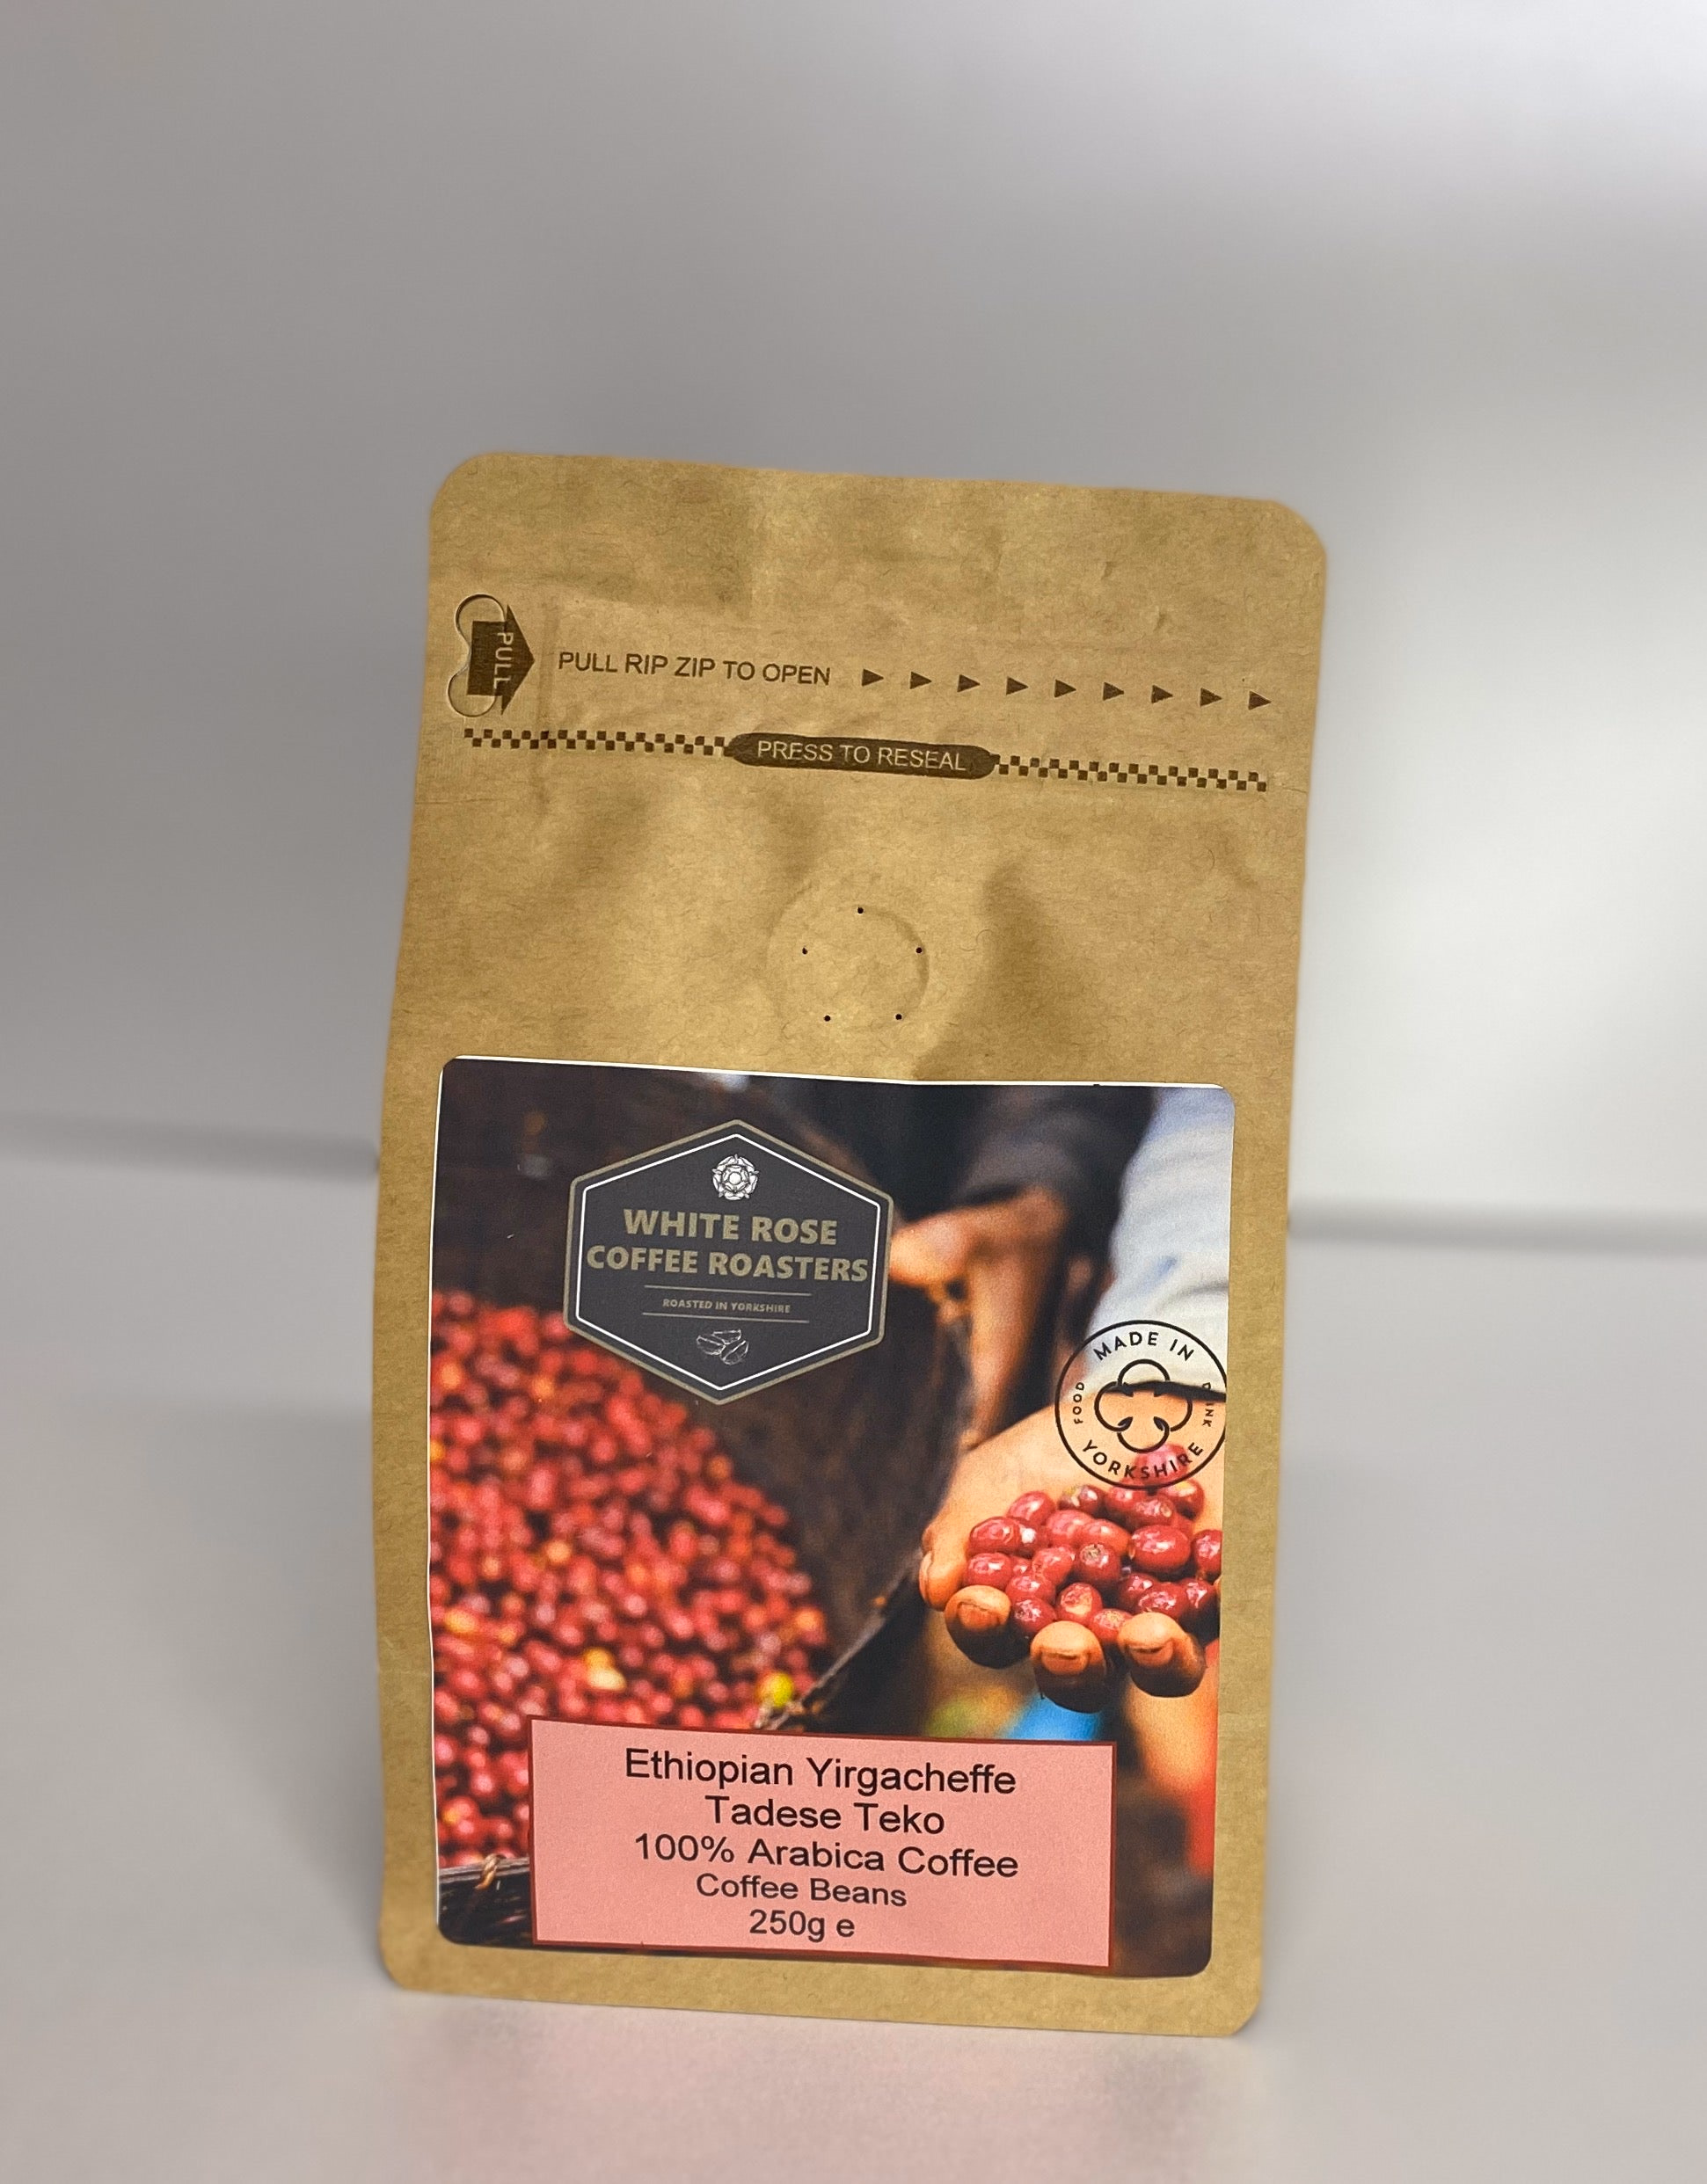 PULL
PULL RIP ZIP TO OPEN
PRESS TO RESEAL
WHITE ROSE
COFFEE ROASTERS
ROASTED IN YORKSHIRE
MADE IN
FOOD
DRINK
YORKSHIRE
Ethiopian Yirgacheffe
Tadese Teko
100% Arabica Coffee
Coffee Beans
250g e